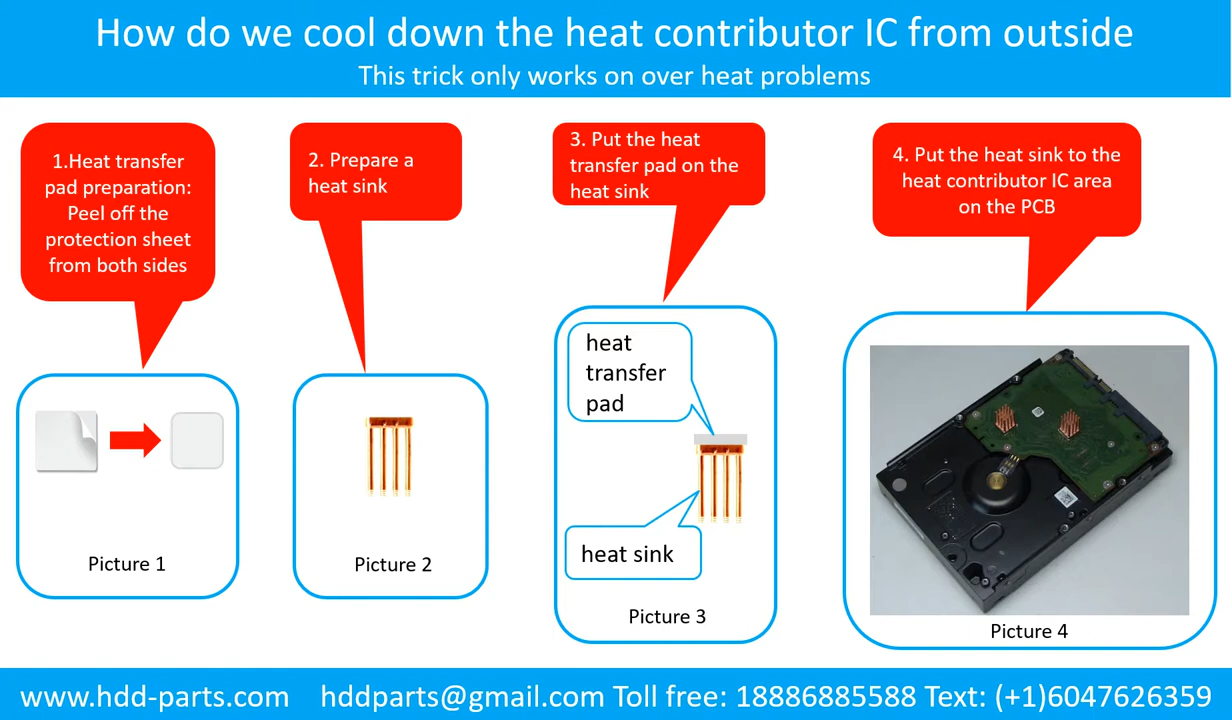 How do we cool down the heat contributor IC from outside
This trick only works on over heat problems
1.Heat transfer
pad preparation:
Peel off the
protection sheet
from both sides
2. Prepare a
heat sink
3. Put the heat
transfer pad on the
heat sink
4. Put the heat sink to the
heat contributor IC area
on the PCB
Picture 1
Picture 2
heat
transfer
pad
heat sink
Picture 3
Picture 4
www.hdd-parts.com hddparts@gmail.com Toll free: 18886885588 Text: (+1)6047626359